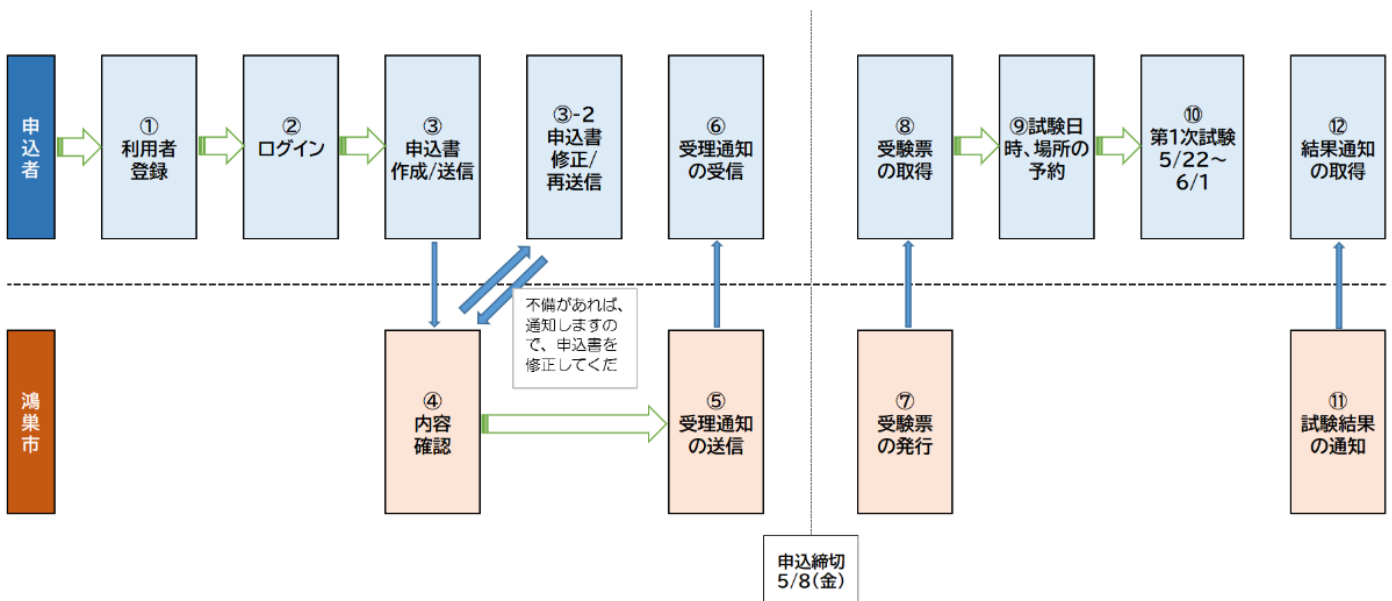 申込者
①
利用者
登録
②
ログイン
③
申込書
作成/送信
③-2
申込書
修正/
再送信
⑥
受理通知
の受信
⑧
受験票
の取得
⑨試験日
時、場所の
予約
⑩
第1次試験
5/22~
6/1
⑫
結果通知
の取得
不備があれば、
通知しますの
で、申込書を
修正してくだ
鴻巣市
④
内容
確認
⑤
受理通知
の送信
⑦
受験票
の発行
⑪
試験結果
の通知
申込締切
5/8(金)